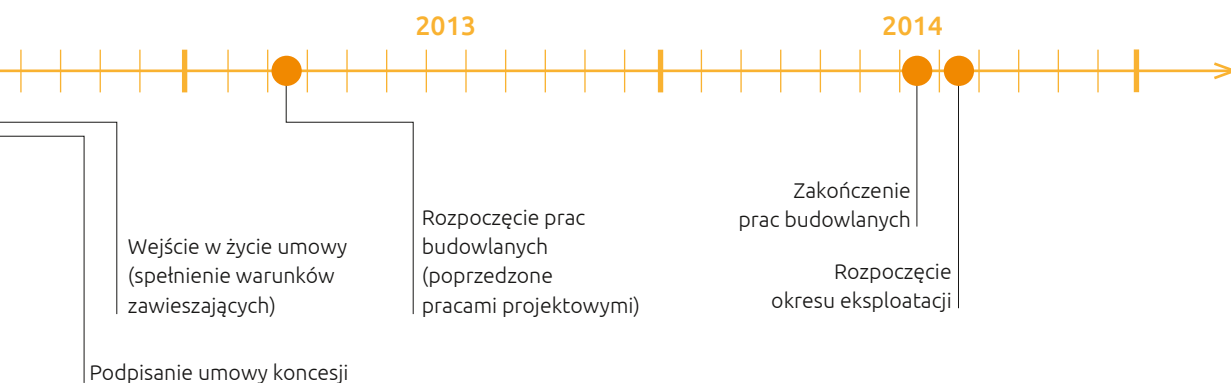 2013
2014
Zakończenie
prac budowlanych
Rozpoczęcie prac
budowlanych
(poprzedzone
pracami projektowymi)
Wejście w życie umowy
(spełnienie warunków
zawieszających)
Rozpoczęcie
okresu eksploatacji
Podpisanie umowy koncesji